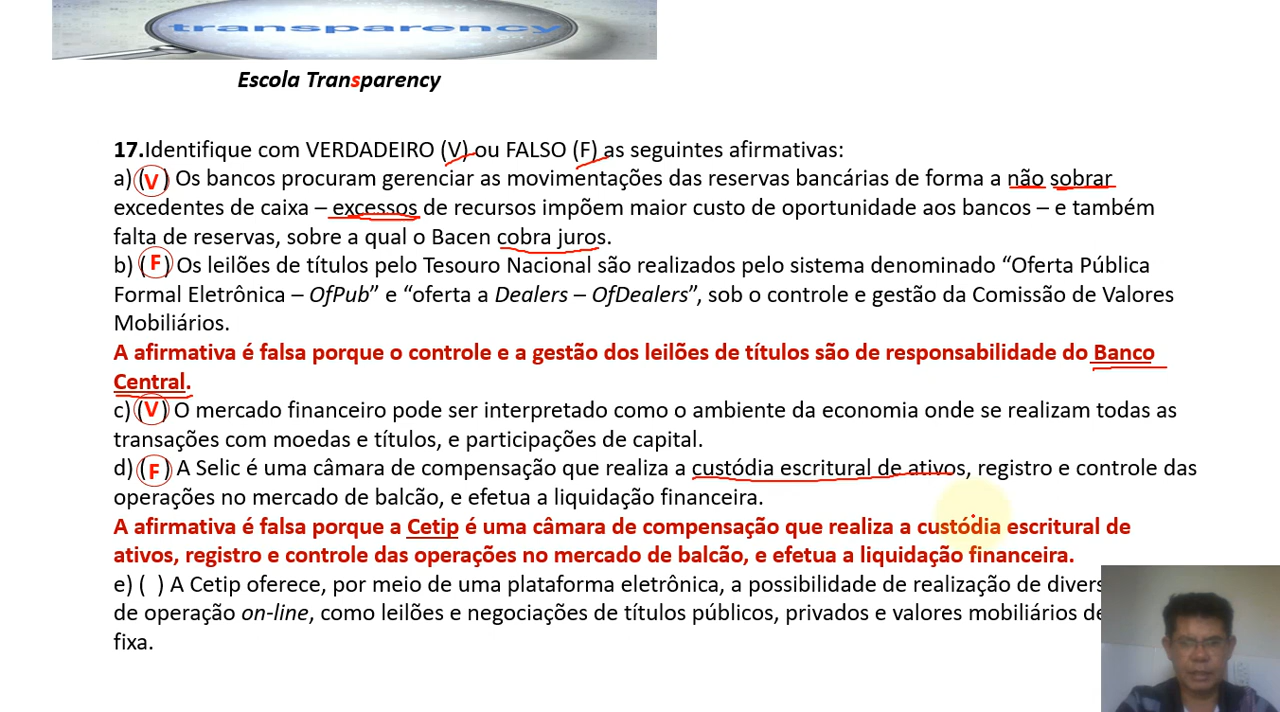 transparency
Escola Transparency
17.Identifique com VERDADEIRO (V) ou FALSO (F) as seguintes afirmativas:
a) (V) Os bancos procuram gerenciar as movimentações das reservas bancárias de forma a não sobrar
excedentes de caixa – excessos de recursos impõem maior custo de oportunidade aos bancos – e também
falta de reservas, sobre a qual o Bacen cobra juros.
b) (F) Os leilões de títulos pelo Tesouro Nacional são realizados pelo sistema denominado “Oferta Pública
Formal Eletrônica – OfPub” e “oferta a Dealers – OfDealers”, sob o controle e gestão da Comissão de Valores
Mobiliários.
A afirmativa é falsa porque o controle e a gestão dos leilões de títulos são de responsabilidade do Banco
Central.
c) (V) O mercado financeiro pode ser interpretado como o ambiente da economia onde se realizam todas as
transações com moedas e títulos, e participações de capital.
d) (F) A Selic é uma câmara de compensação que realiza a custódia escritural de ativos, registro e controle das
operações no mercado de balcão, e efetua a liquidação financeira.
A afirmativa é falsa porque a Cetip é uma câmara de compensação que realiza a custódia escritural de
ativos, registro e controle das operações no mercado de balcão, e efetua a liquidação financeira.
e) ( ) A Cetip oferece, por meio de uma plataforma eletrônica, a possibilidade de realização de divers
de operação on-line, como leilões e negociações de títulos públicos, privados e valores mobiliários de
fixa.